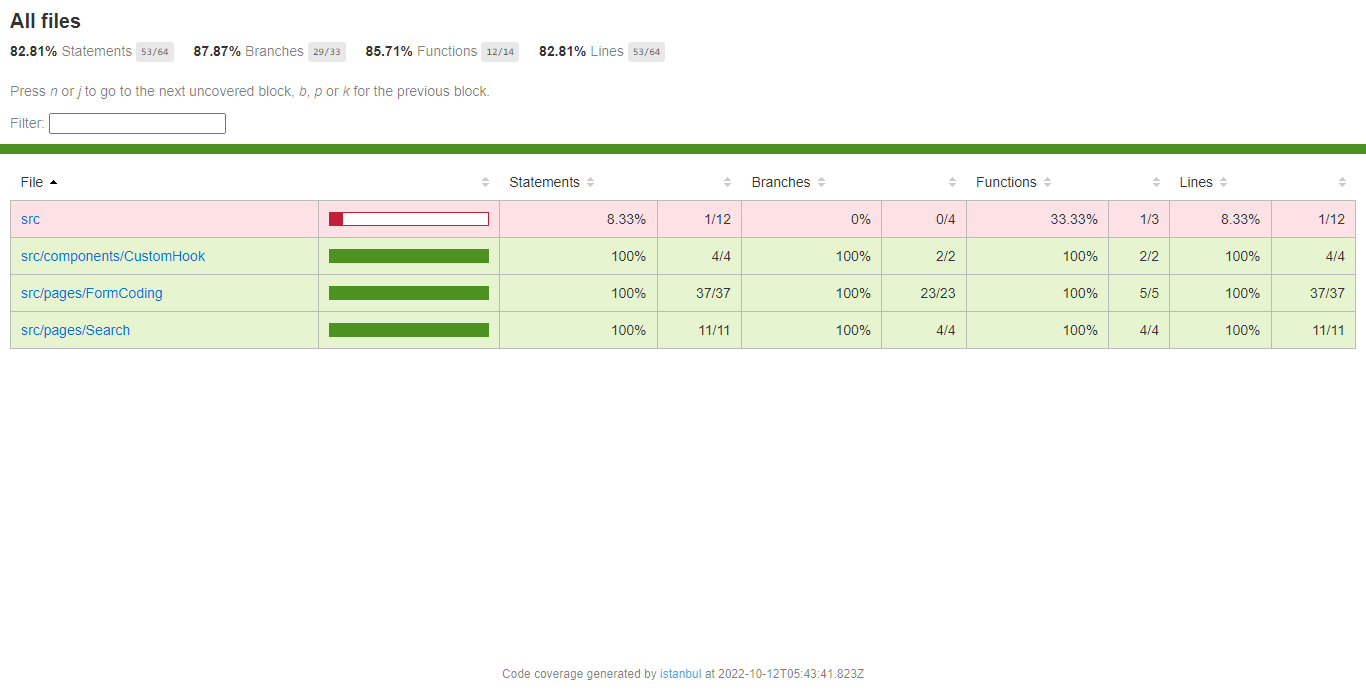 All files
82.81% Statements 53/64 87.87% Branches 29/33 85.71% Functions 12/14 82.81% Lines 53/64
Press n or j to go to the next uncovered block, b, p or k for the previous block.
Filter:
File Statements Branches Functions Lines
src 8.33% 1/12 0% 0/4 33.33% 1/3 8.33% 1/12
src/components/CustomHook 100% 4/4 100% 2/2 100% 2/2 100% 4/4
src/pages/FormCoding 100% 37/37 100% 23/23 100% 5/5 100% 37/37
src/pages/Search 100% 11/11 100% 4/4 100% 4/4 100% 11/11
Code coverage generated by istanbul at 2022-10-12T05:43:41.823Z